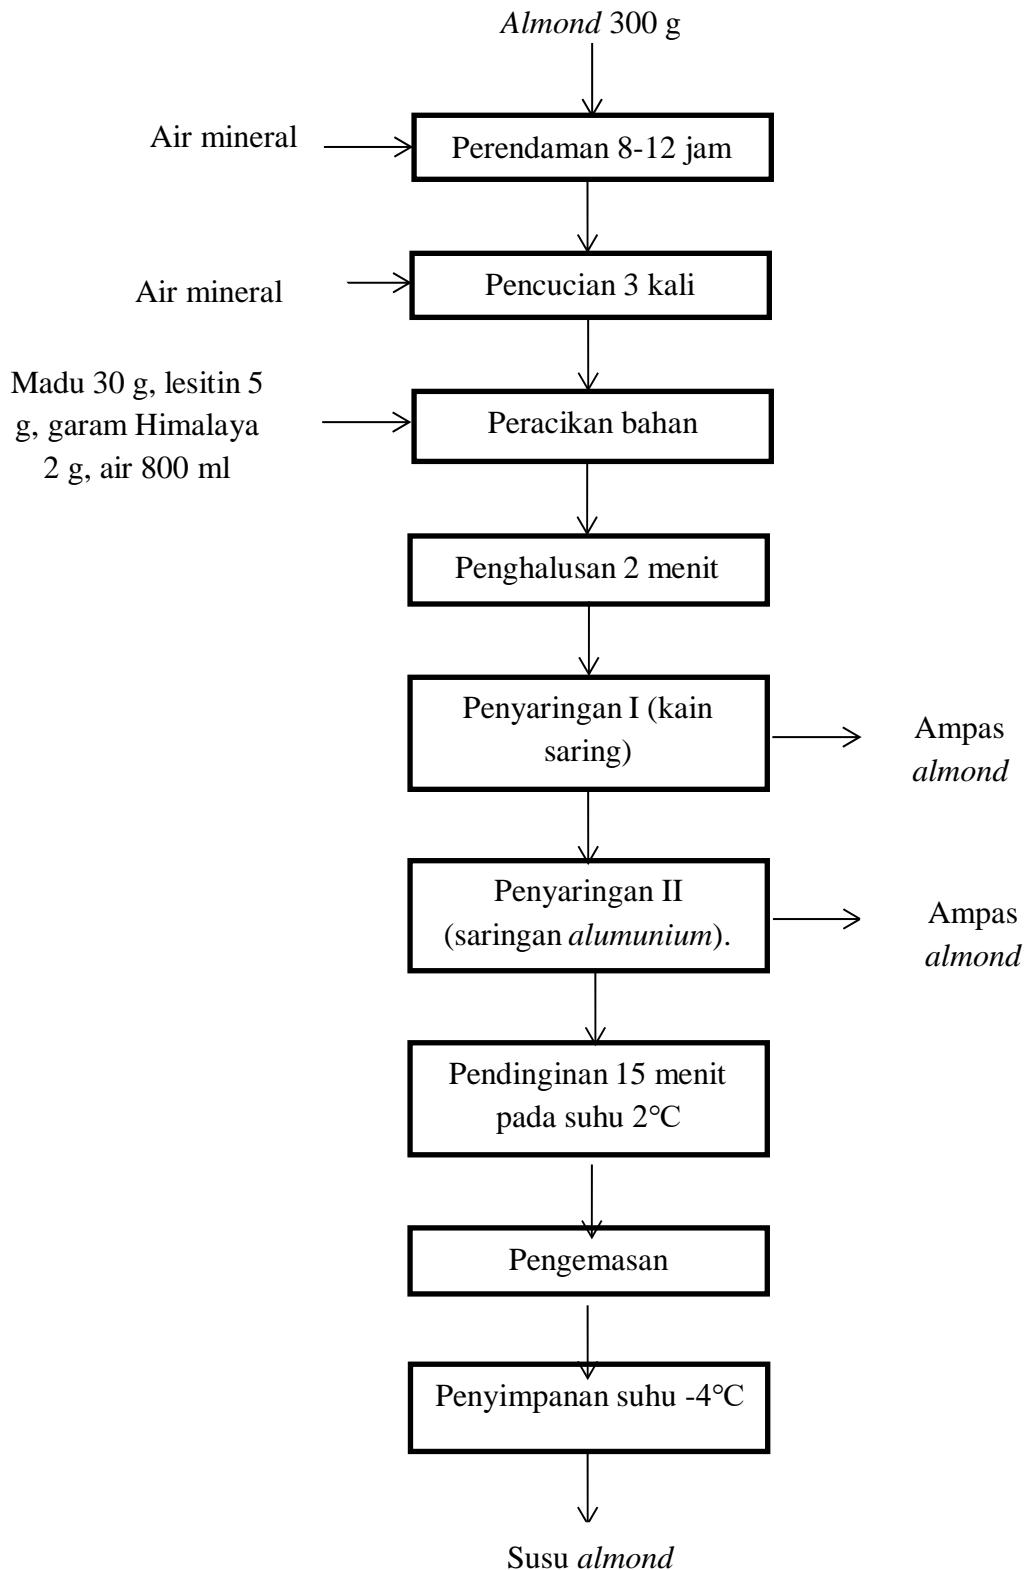 Almond 300 g
Air mineral
Perendaman 8-12 jam
Air mineral
Pencucian 3 kali
Madu 30 g, lesitin 5
g, garam Himalaya
2 g, air 800 ml
Peracikan bahan
Penghalusan 2 menit
Penyaringan I (kain
saring)
Ampas
almond
Penyaringan II
(saringan alumunium).
Ampas
almond
Pendinginan 15 menit
pada suhu 2°C
Pengemasan
Penyimpanan suhu -4°C
Susu almond